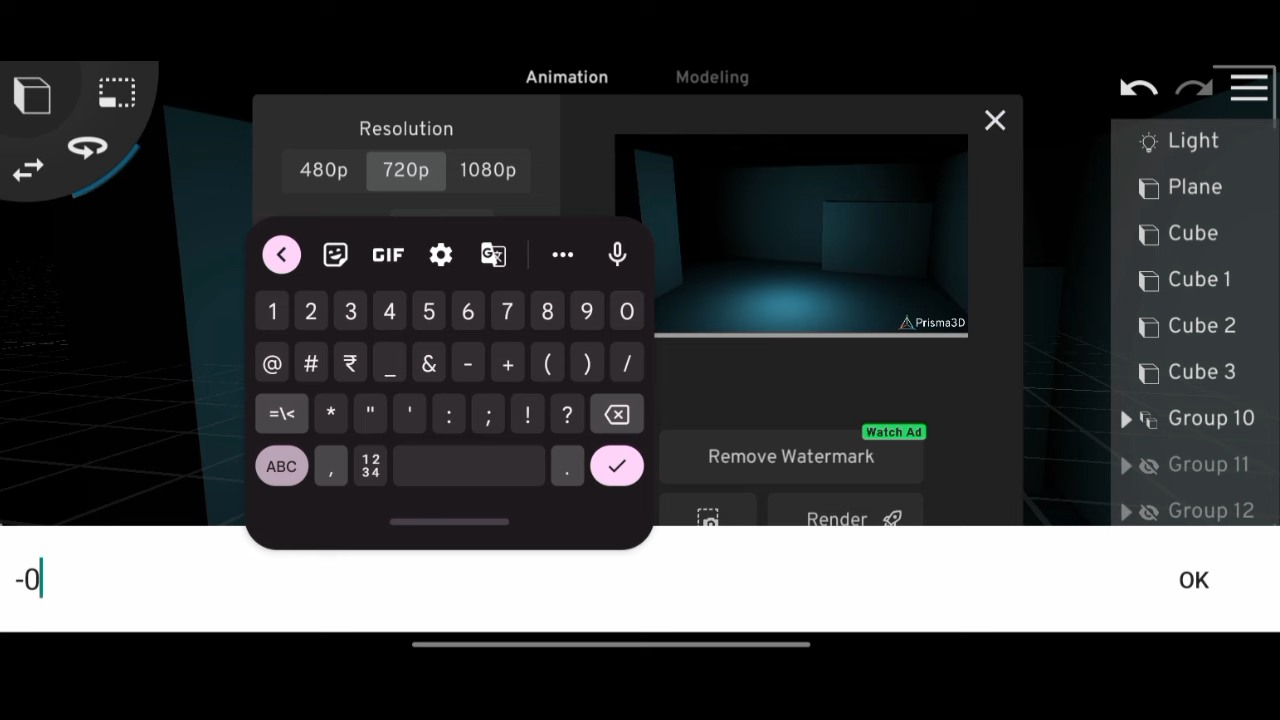 Animation
Modeling
Resolution
480p
720p
1080p
Prisma3D
Light
Plane
Cube
Cube 1
Cube 2
Cube 3
Group 10
Group 11
Group 12
GIF
1 2 3 4 5 6 7 8 9 0
@ # ₹ _ & - + ( ) /
=\< * " ' : ; ! ?
ABC , 12 34 .
Watch Ad
Remove Watermark
Render
-0
OK